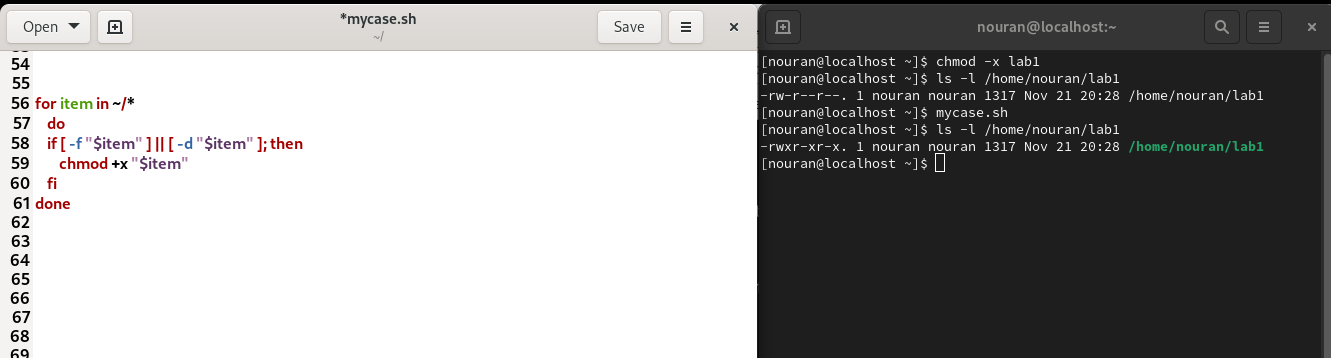 Open
*mycase.sh
~/
Save
54
55
56 for item in ~/*
57 do
58 if [ -f "$item" ] || [ -d "$item" ]; then
59 chmod +x "$item"
60 fi
61 done
62
63
64
65
66
67
68
69
nouran@localhost:~
[nouran@localhost ~]$ chmod -x lab1
[nouran@localhost ~]$ ls -l /home/nouran/lab1
-rw-r--r--. 1 nouran nouran 1317 Nov 21 20:28 /home/nouran/lab1
[nouran@localhost ~]$ mycase.sh
[nouran@localhost ~]$ ls -l /home/nouran/lab1
-rwxr-xr-x. 1 nouran nouran 1317 Nov 21 20:28 /home/nouran/lab1
[nouran@localhost ~]$